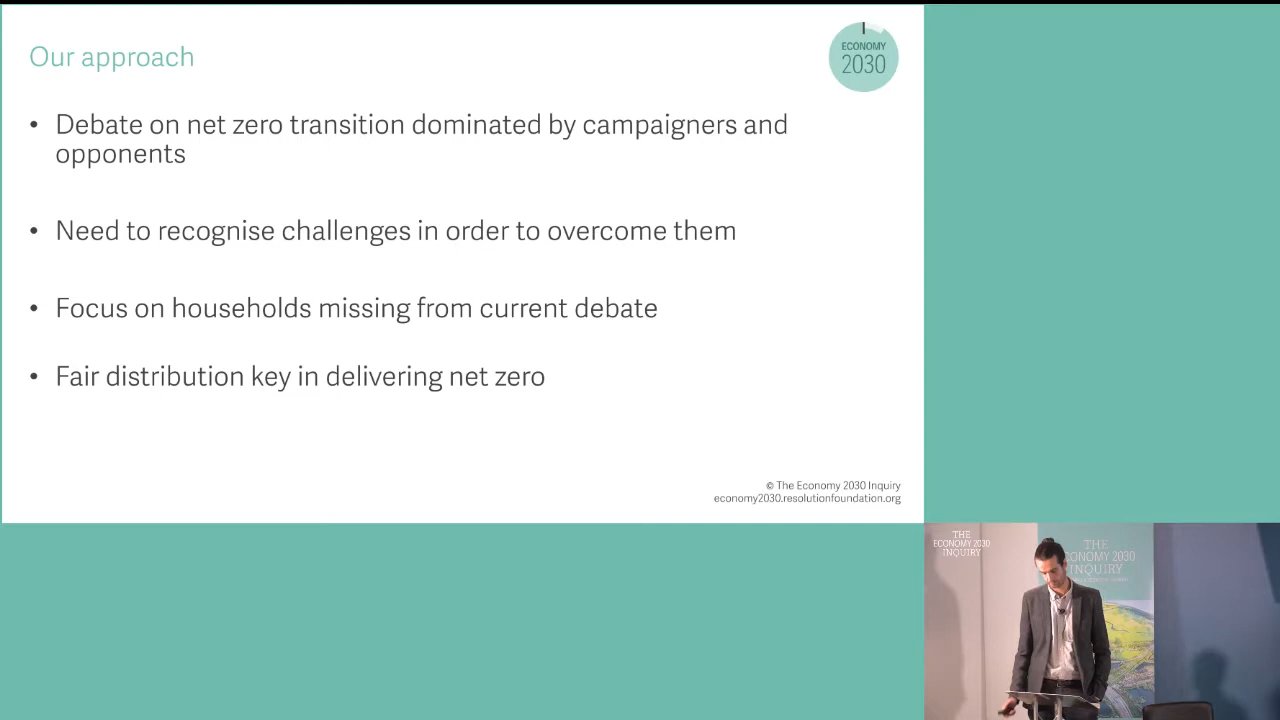 Our approach
ECONOMY
2030
• Debate on net zero transition dominated by campaigners and
opponents
• Need to recognise challenges in order to overcome them
• Focus on households missing from current debate
• Fair distribution key in delivering net zero
© The Economy 2030 Inquiry
economy2030.resolutionfoundation.org
THE
ECONOMY 2030
INQUIRY
THE
CONOMY 2030
INQUIRY